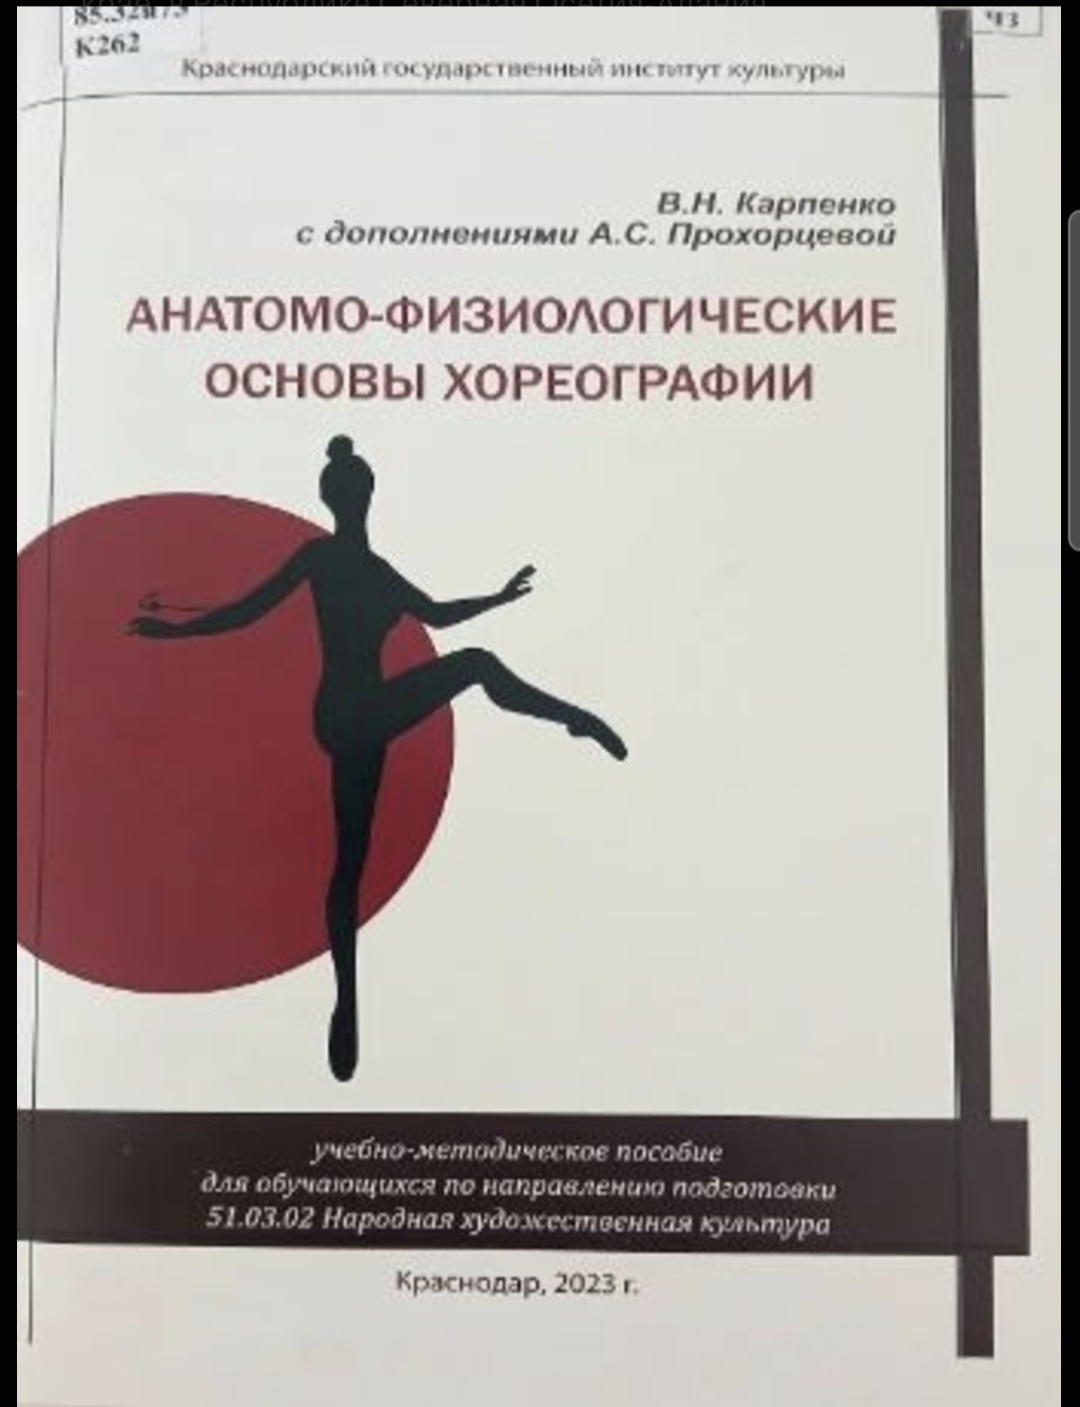 К262
Краснодарский государственный институт культуры
В.Н. Карпенко
с дополнениями А.С. Прохорцевой
АНАТОМО-ФИЗИОЛОГИЧЕСКИЕ
ОСНОВЫ ХОРЕОГРАФИИ
учебно-методическое пособие
для обучающихся по направлению подготовки
51.03.02 Народная художественная культура
Краснодар, 2023 г.